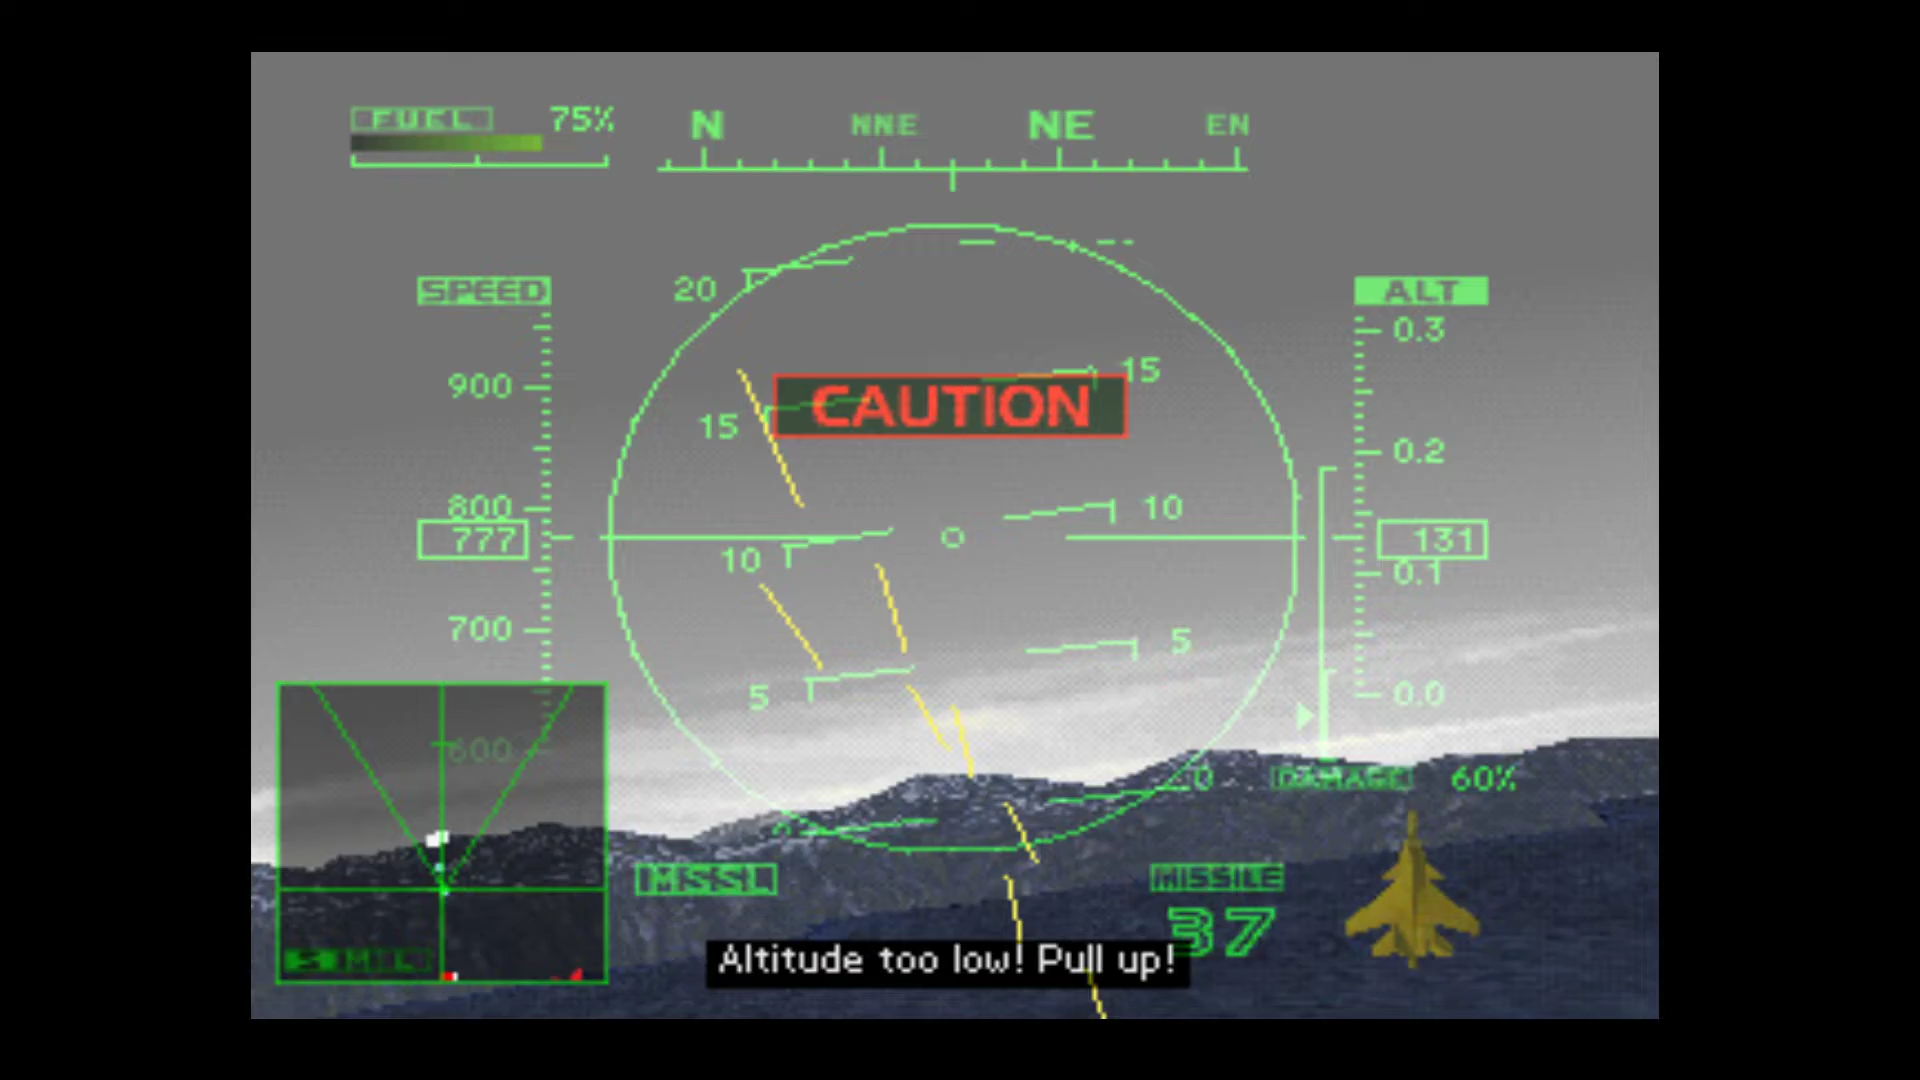 FUEL 75%
N NNE NE EN
SPEED
900
800
777
700
600
20
15
15
10
10
5
5
0
ALT
0.3
0.2
131
0.1
0.0
CAUTION
DAMAGE 60%
MSSL
MISSILE
37
Altitude too low! Pull up!